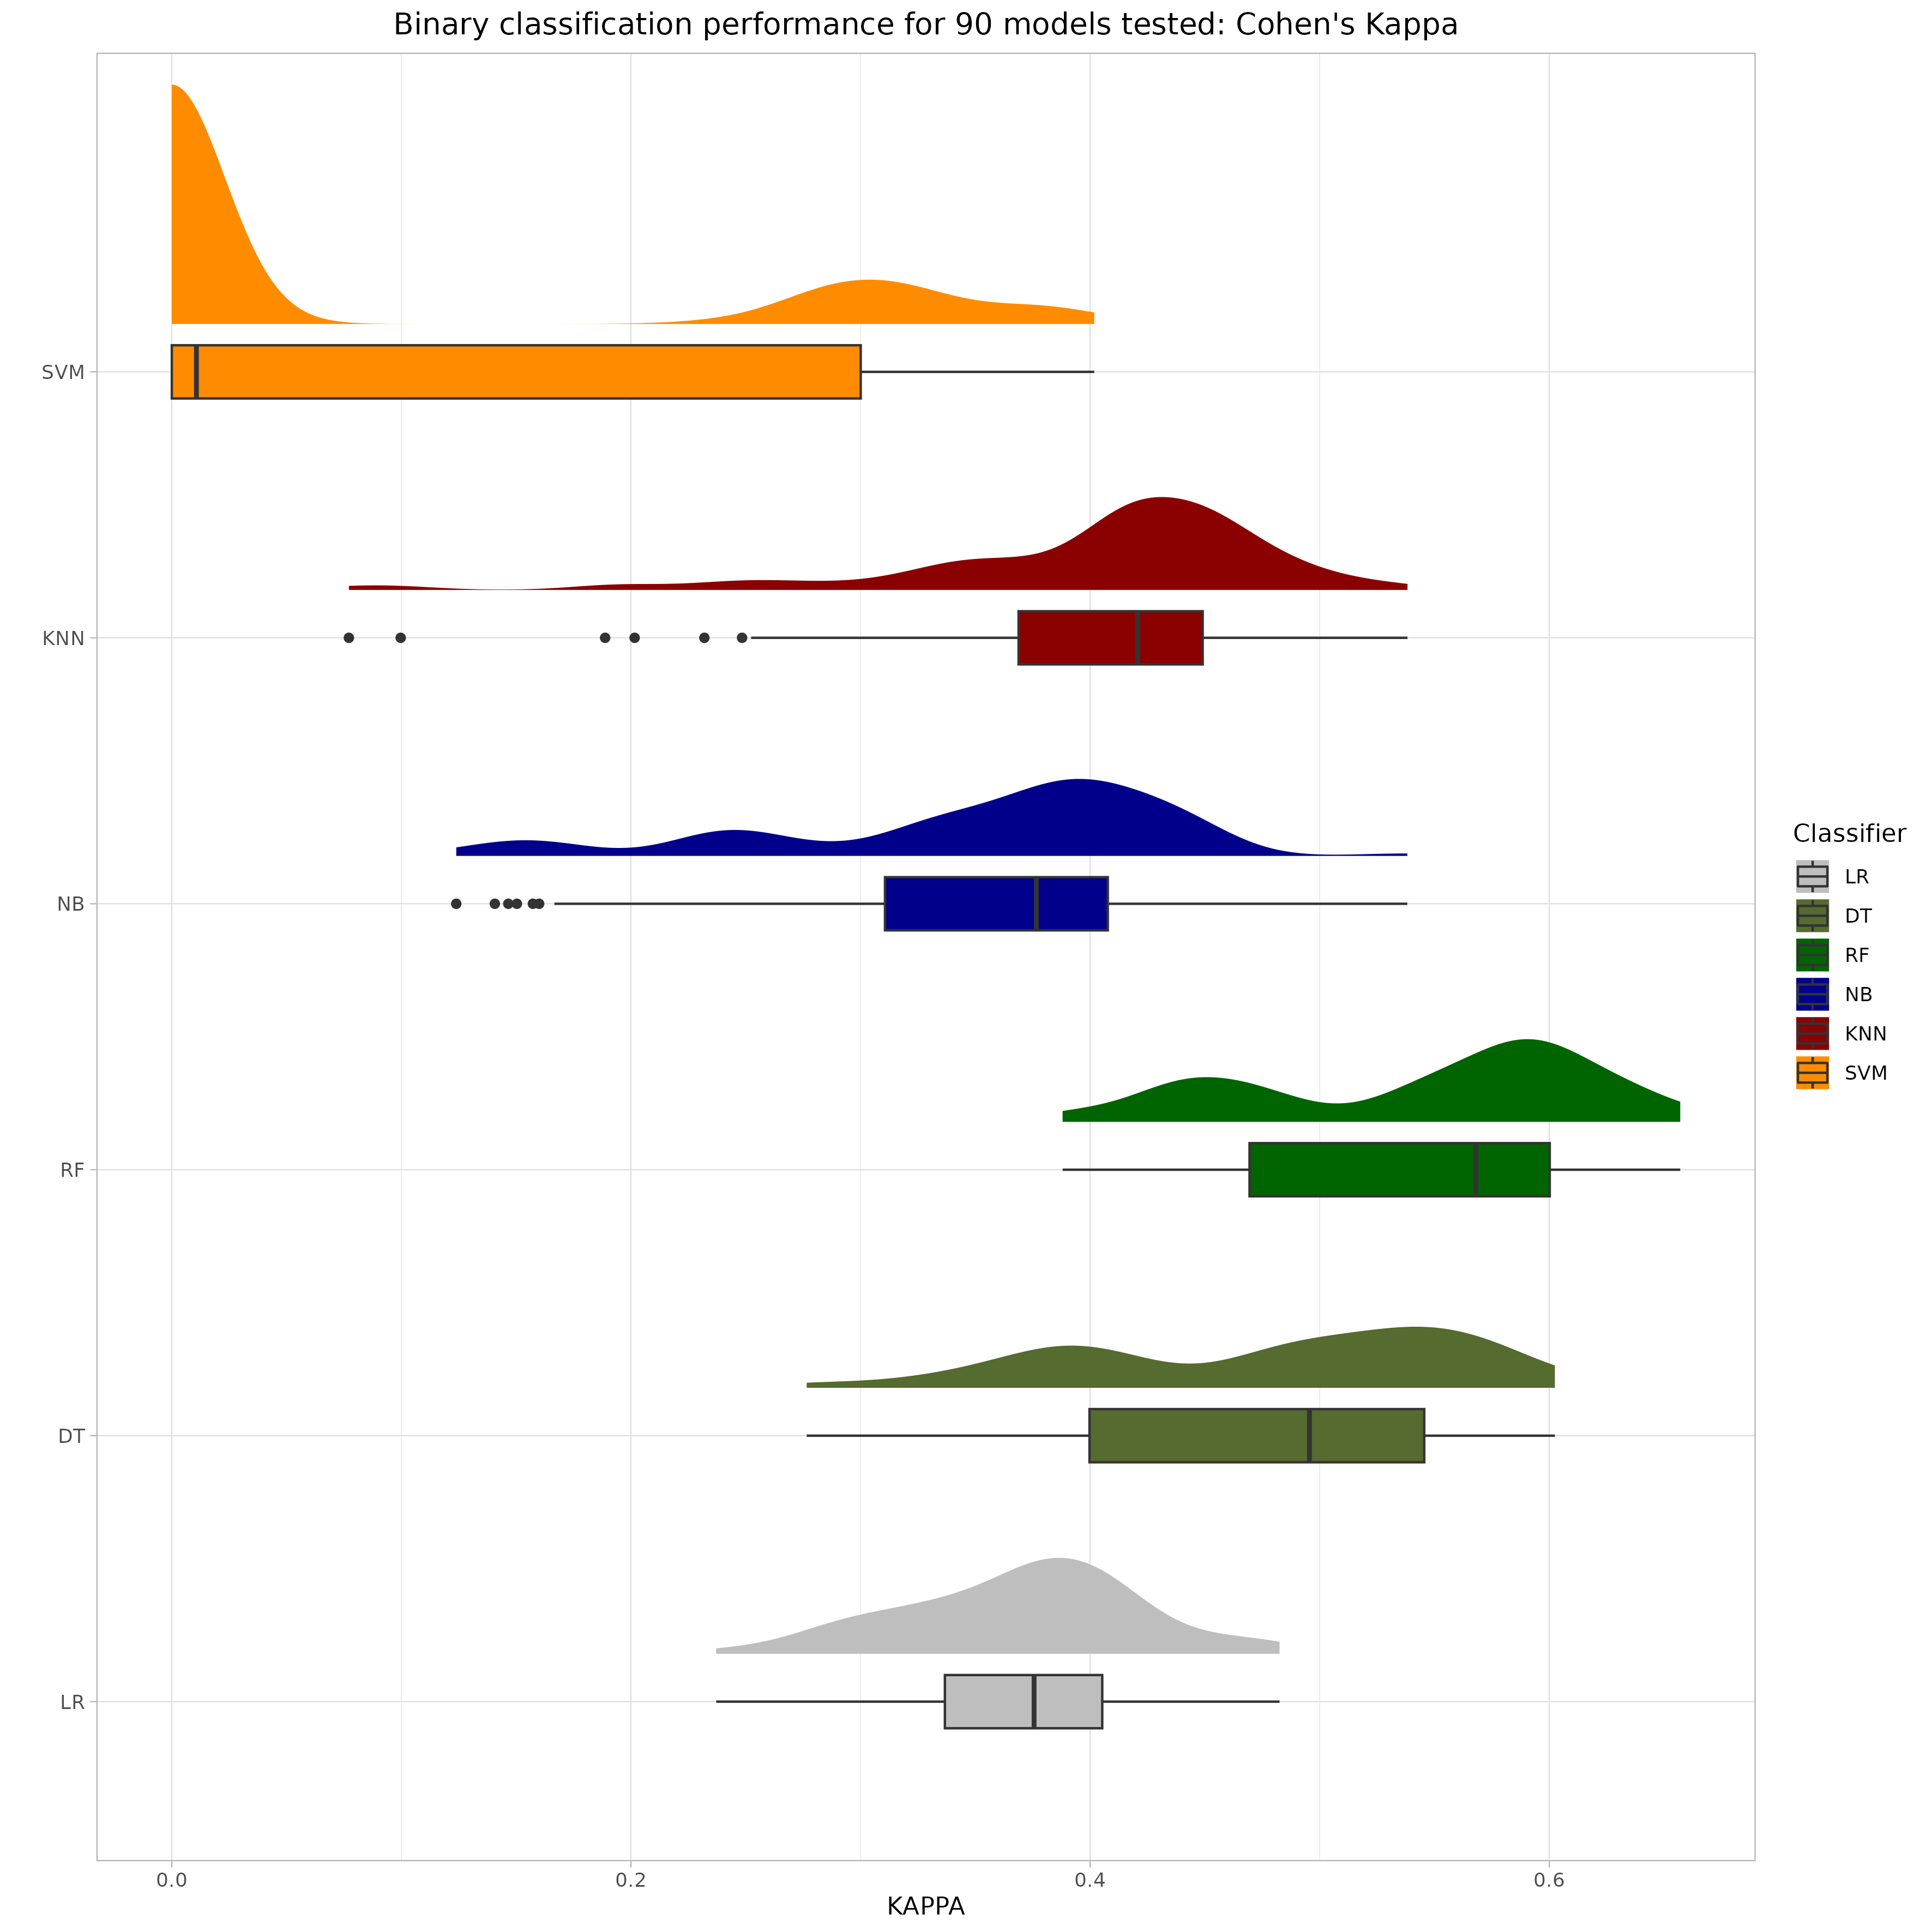 Binary classification performance for 90 models tested: Cohen's Kappa
SVM
KNN
NB
RF
DT
LR
0.0 0.2 0.4 0.6
KAPPA
Classifier
LR
DT
RF
NB
KNN
SVM